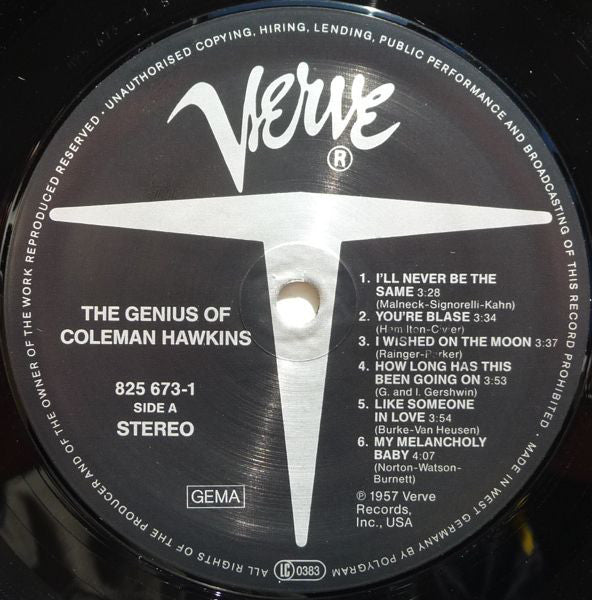 Verve
®
THE GENIUS OF
COLEMAN HAWKINS
825 673-1
SIDE A
STEREO
GEMA
1. I'LL NEVER BE THE
SAME 3:28
(Malneck-Signorelli-Kahn)
2. YOU'RE BLASE 3:34
(Hamilton-Carter)
3. I WISHED ON THE MOON 3:37
(Rainger-Parker)
4. HOW LONG HAS THIS
BEEN GOING ON 3:53
(G. and I. Gershwin)
5. LIKE SOMEONE
IN LOVE 3:54
(Burke-Van Heusen)
6. MY MELANCHOLY
BABY 4:07
(Norton-Watson-
Burnett)
℗ 1957 Verve
Records,
Inc., USA
ALL RIGHTS OF THE PRODUCER AND OF THE OWNER OF THE WORK REPRODUCED RESERVED · UNAUTHORISED COPYING, HIRING, LENDING, PUBLIC PERFORMANCE AND BROADCASTING OF THIS RECORD PROHIBITED · MADE IN WEST GERMANY BY POLYGRAM
LC 0383